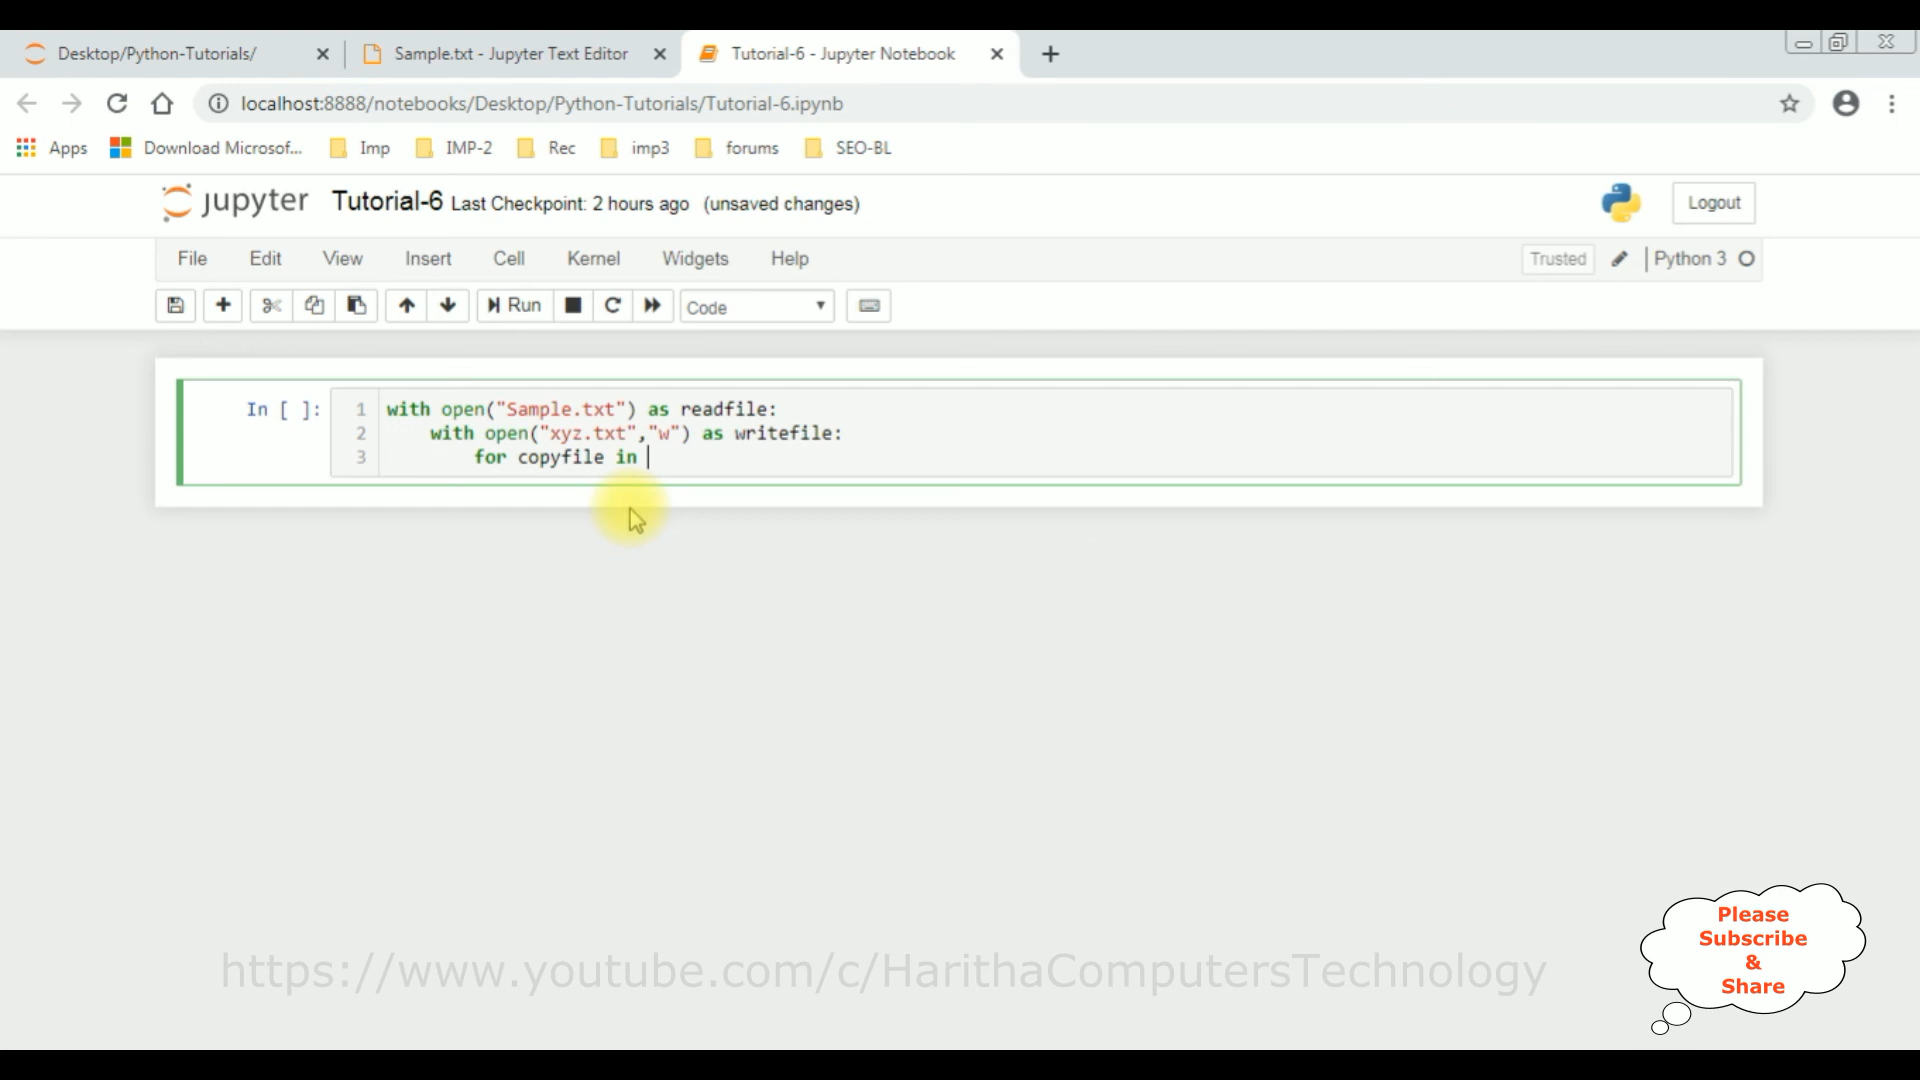 Desktop/Python-Tutorials/
Sample.txt - Jupyter Text Editor
Tutorial-6 - Jupyter Notebook
localhost:8888/notebooks/Desktop/Python-Tutorials/Tutorial-6.ipynb
Apps Download Microsof... Imp IMP-2 Rec imp3 forums SEO-BL
jupyter Tutorial-6 Last Checkpoint: 2 hours ago (unsaved changes)
Logout
File Edit View Insert Cell Kernel Widgets Help
Trusted Python 3
Run Code
In [ ]:
1 with open("Sample.txt") as readfile:
2 with open("xyz.txt","w") as writefile:
3 for copyfile in
https://www.youtube.com/c/HarithaComputersTechnology
Please
Subscribe
&
Share